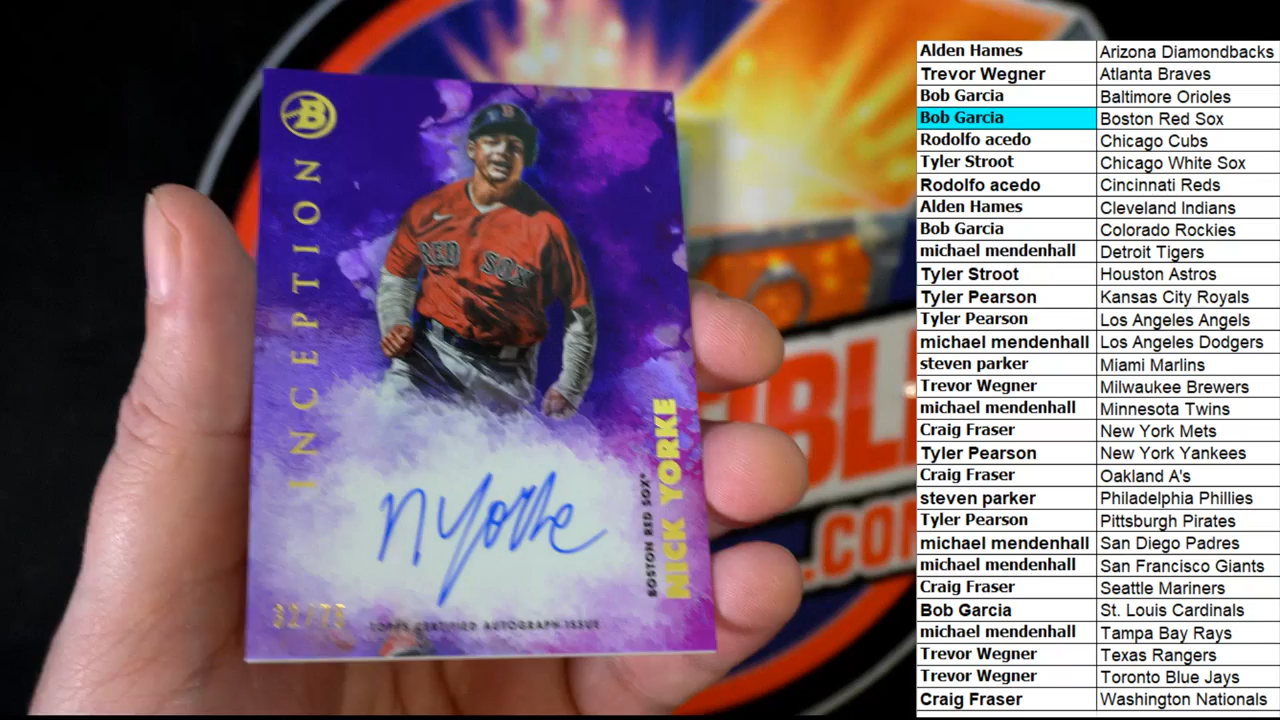 INCEPTION
B
RED SOX
NYorke
BOSTON RED SOX
NICK YORKE
TOPPS CERTIFIED AUTOGRAPH ISSUE
BL
.CO
Alden Hames Arizona Diamondbacks
Trevor Wegner Atlanta Braves
Bob Garcia Baltimore Orioles
Bob Garcia Boston Red Sox
Rodolfo acedo Chicago Cubs
Tyler Stroot Chicago White Sox
Rodolfo acedo Cincinnati Reds
Alden Hames Cleveland Indians
Bob Garcia Colorado Rockies
michael mendenhall Detroit Tigers
Tyler Stroot Houston Astros
Tyler Pearson Kansas City Royals
Tyler Pearson Los Angeles Angels
michael mendenhall Los Angeles Dodgers
steven parker Miami Marlins
Trevor Wegner Milwaukee Brewers
michael mendenhall Minnesota Twins
Craig Fraser New York Mets
Tyler Pearson New York Yankees
Craig Fraser Oakland A's
steven parker Philadelphia Phillies
Tyler Pearson Pittsburgh Pirates
michael mendenhall San Diego Padres
michael mendenhall San Francisco Giants
Craig Fraser Seattle Mariners
Bob Garcia St. Louis Cardinals
michael mendenhall Tampa Bay Rays
Trevor Wegner Texas Rangers
Trevor Wegner Toronto Blue Jays
Craig Fraser Washington Nationals